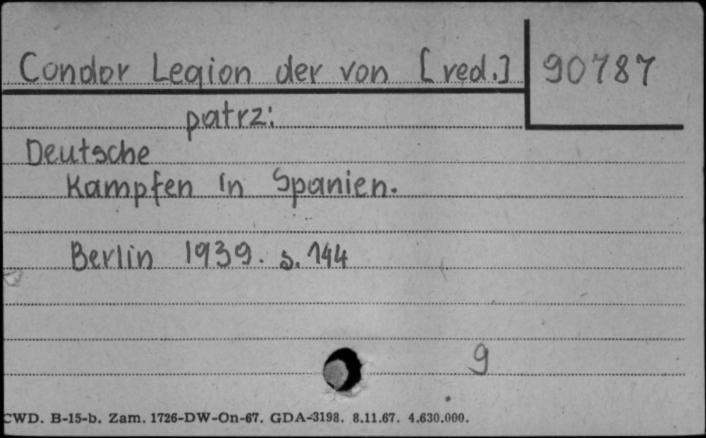 Condor Legion der von [red.] 90787
patrz:
Deutsche
Kampfen in Spanien.
Berlin 1939. s. 144
9
CWD. B-15-b. Zam. 1726-DW-On-67. GDA-3198. 8.11.67. 4.630.000.